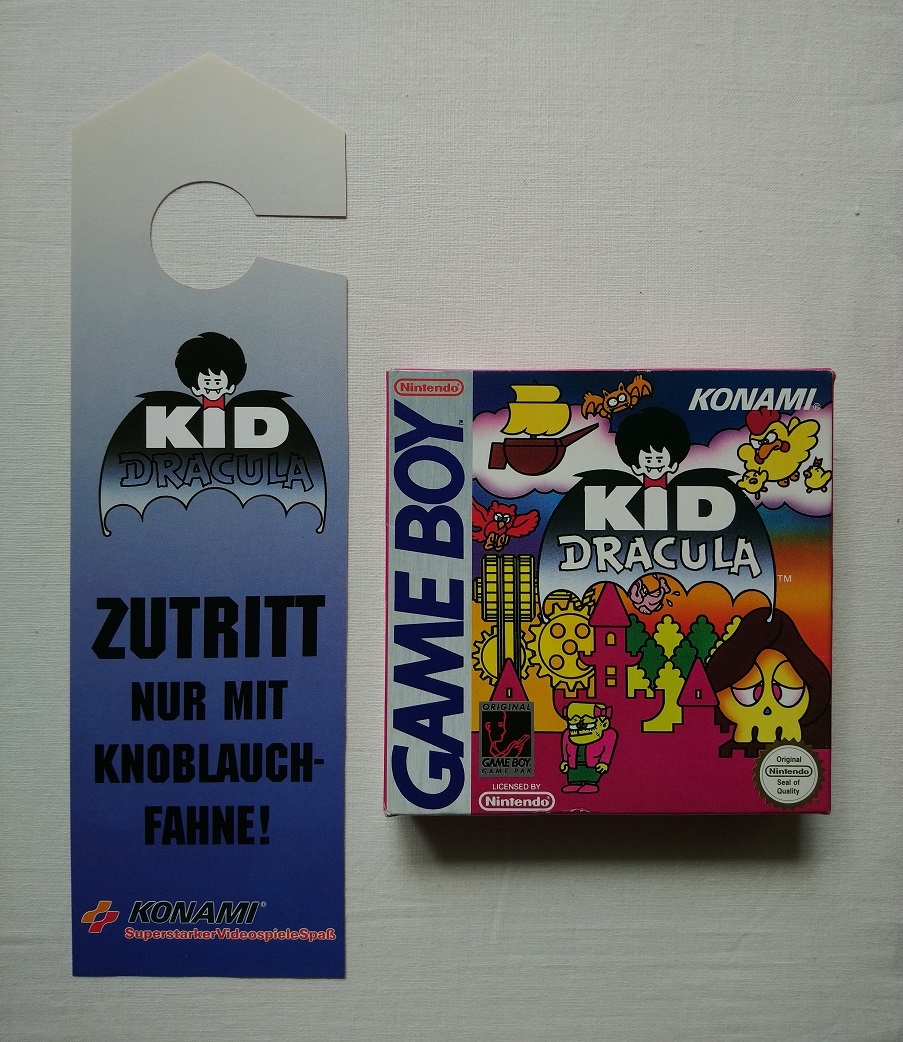 KID
DRACULA
ZUTRITT
NUR MIT
KNOBLAUCH-
FAHNE!
KONAMI®
SuperstarkerVideospieleSpaß
Nintendo®
GAME BOY™
KONAMI®
KID
DRACULA
TM
ORIGINAL
GAME BOY
GAME PAK
LICENSED BY
Nintendo®
Original
Nintendo
Seal of
Quality